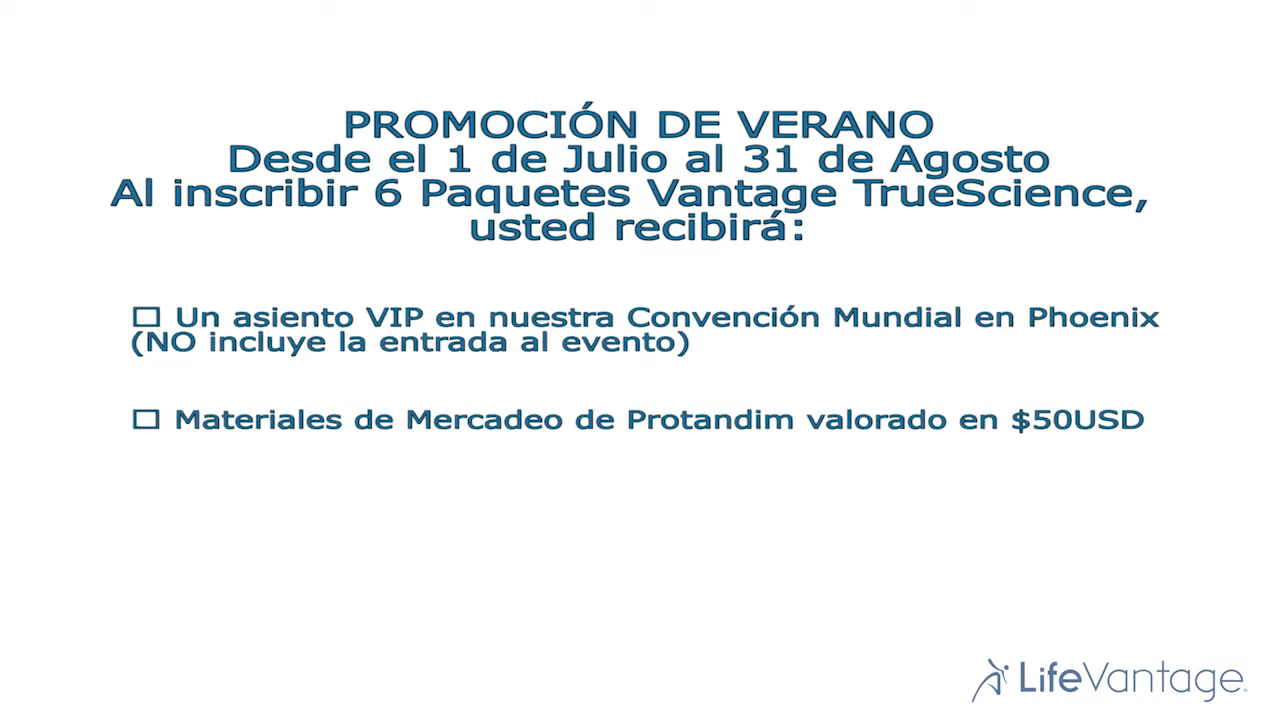 PROMOCIÓN DE VERANO
Desde el 1 de Julio al 31 de Agosto
Al inscribir 6 Paquetes Vantage TrueScience,
usted recibirá:
☐ Un asiento VIP en nuestra Convención Mundial en Phoenix
(NO incluye la entrada al evento)
☐ Materiales de Mercadeo de Protandim valorado en $50USD
LifeVantage